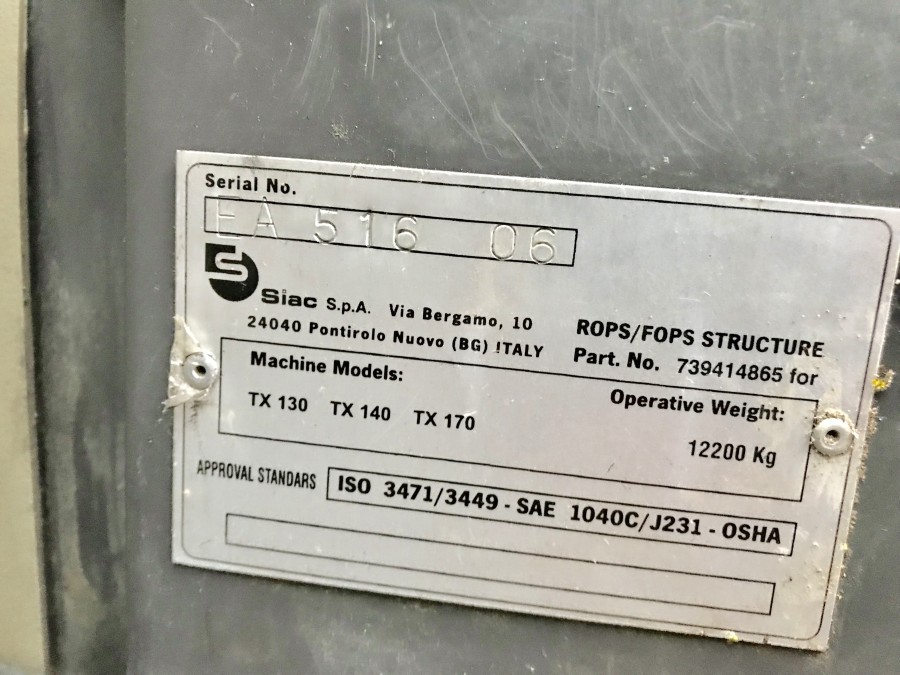 Serial No.
EA 516 06
S
Siac S.p.A. Via Bergamo, 10
24040 Pontirolo Nuovo (BG) ITALY
ROPS/FOPS STRUCTURE
Part. No. 739414865 for
Machine Models:
TX 130 TX 140 TX 170
Operative Weight:
12200 Kg
APPROVAL STANDARS
ISO 3471/3449 - SAE 1040C/J231 - OSHA